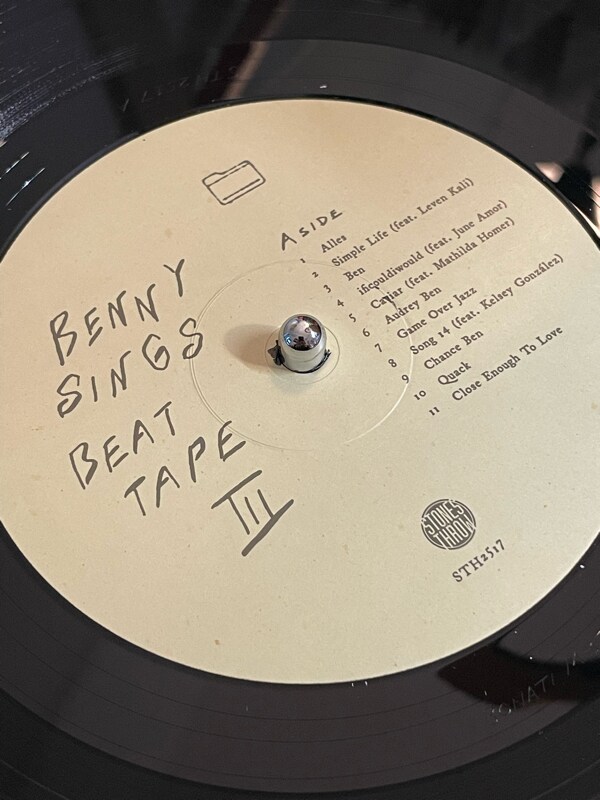 BENNY
SINGS
BEAT
TAPE
III
A SIDE
1 Alles
2 Simple Life (feat. Leven Kali)
3 Ben
4 ificouldiwould (feat. June Amor)
5 Caviar (feat. Mathilda Homer)
6 Audrey Ben
7 Game Over Jazz
8 Song 14 (feat. Kelsey González)
9 Chance Ben
10 Quack
11 Close Enough To Love
STONES
THROW
STH2517